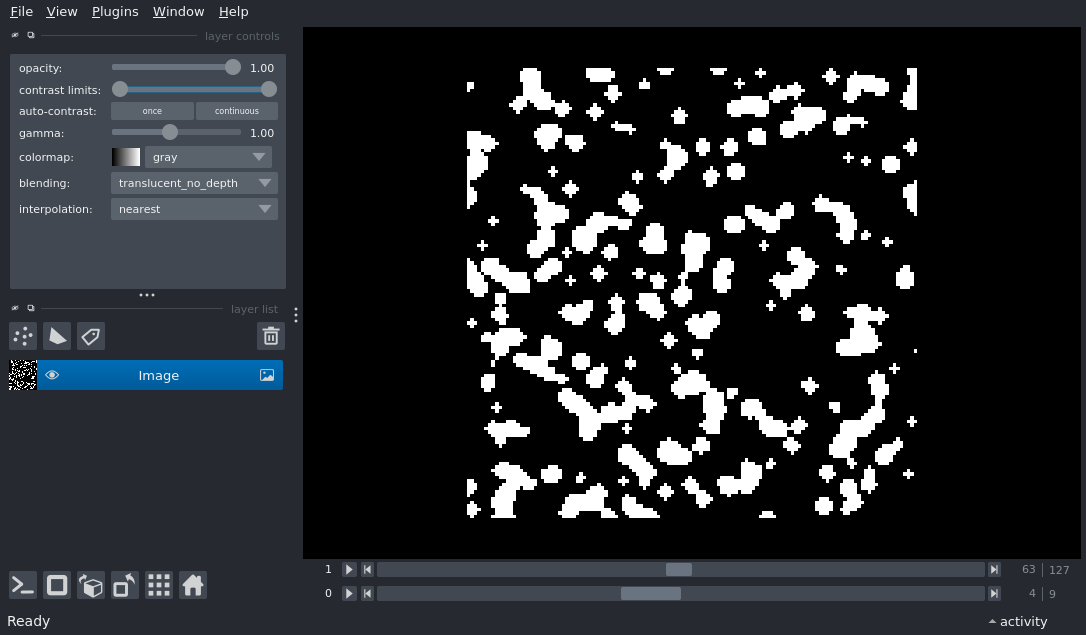 File View Plugins Window Help
layer controls
opacity: 1.00
contrast limits:
auto-contrast: once continuous
gamma: 1.00
colormap: gray
blending: translucent_no_depth
interpolation: nearest
layer list
Image
1 63 127
0 4 9
Ready activity